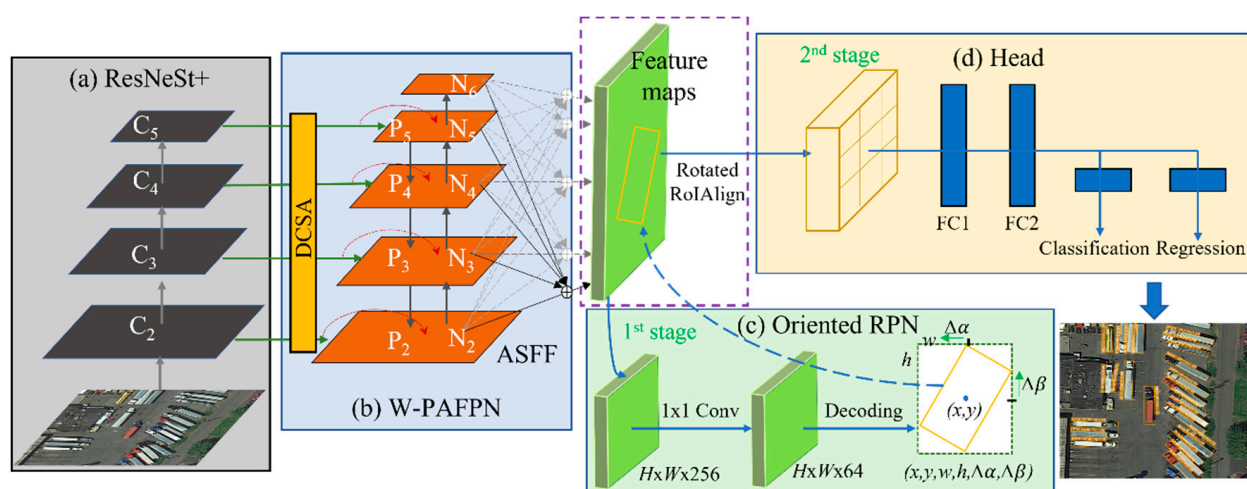 (a) ResNeSt+
C5
C4
C3
C2
DCSA
N6
P5 N5
P4 N4
P3 N3
P2 N2
ASFF
(b) W-PAFPN
Feature
maps
Rotated
RoIAlign
2nd stage
(d) Head
FC1 FC2
Classification Regression
1st stage
(c) Oriented RPN
Δα
w
h
Δβ
(x,y)
1x1 Conv
Decoding
HxWx256
HxWx64
(x,y,w,h,Δα,Δβ)